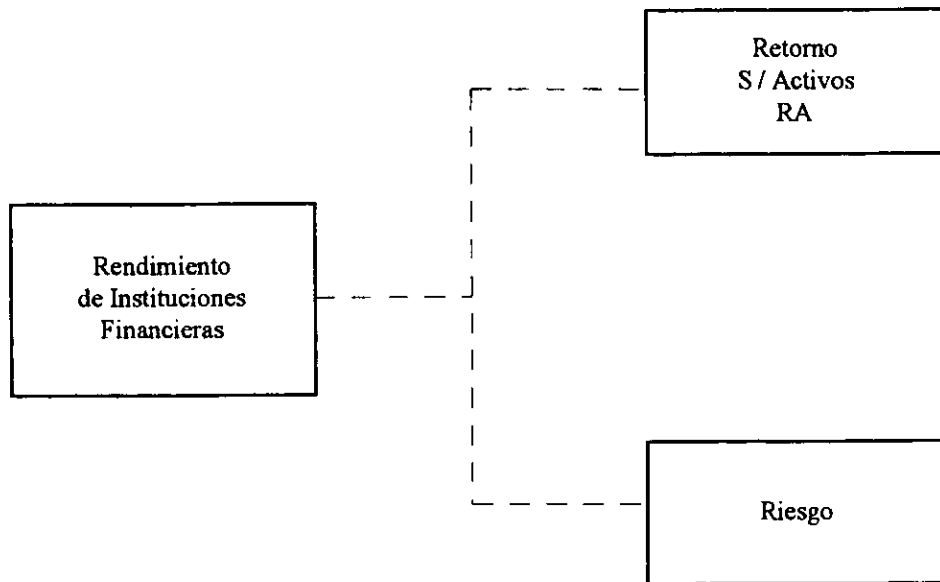 Retorno
S / Activos
RA
Rendimiento
de Instituciones
Financieras
Riesgo